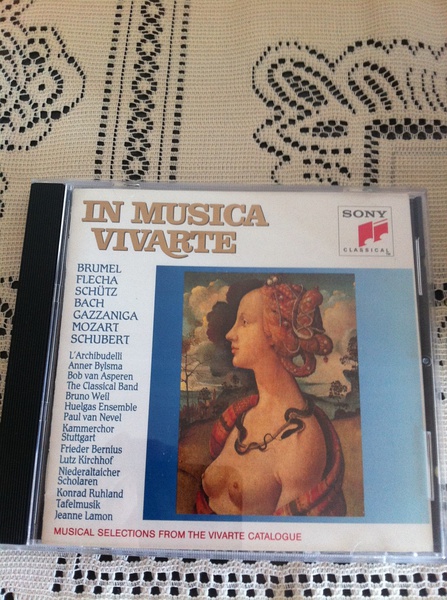 IN MUSICA
VIVARTE
SONY
CLASSICAL
BRUMEL
FLECHA
SCHÜTZ
BACH
GAZZANIGA
MOZART
SCHUBERT
L'Archibudelli
Anner Bylsma
Bob van Asperen
The Classical Band
Bruno Weil
Huelgas Ensemble
Paul van Nevel
Kammerchor
Stuttgart
Frieder Bernius
Lutz Kirchhof
Niederaltaicher
Scholaren
Konrad Ruhland
Tafelmusik
Jeanne Lamon
MUSICAL SELECTIONS FROM THE VIVARTE CATALOGUE